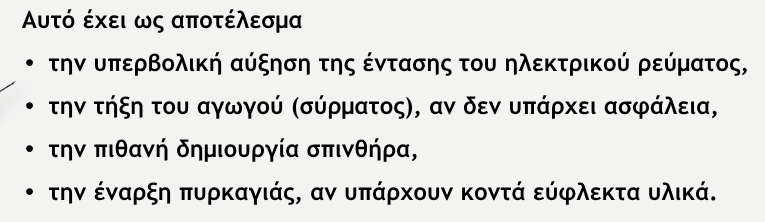 Αυτό έχει ως αποτέλεσμα
• την υπερβολική αύξηση της έντασης του ηλεκτρικού ρεύματος,
• την τήξη του αγωγού (σύρματος), αν δεν υπάρχει ασφάλεια,
• την πιθανή δημιουργία σπινθήρα,
• την έναρξη πυρκαγιάς, αν υπάρχουν κοντά εύφλεκτα υλικά.